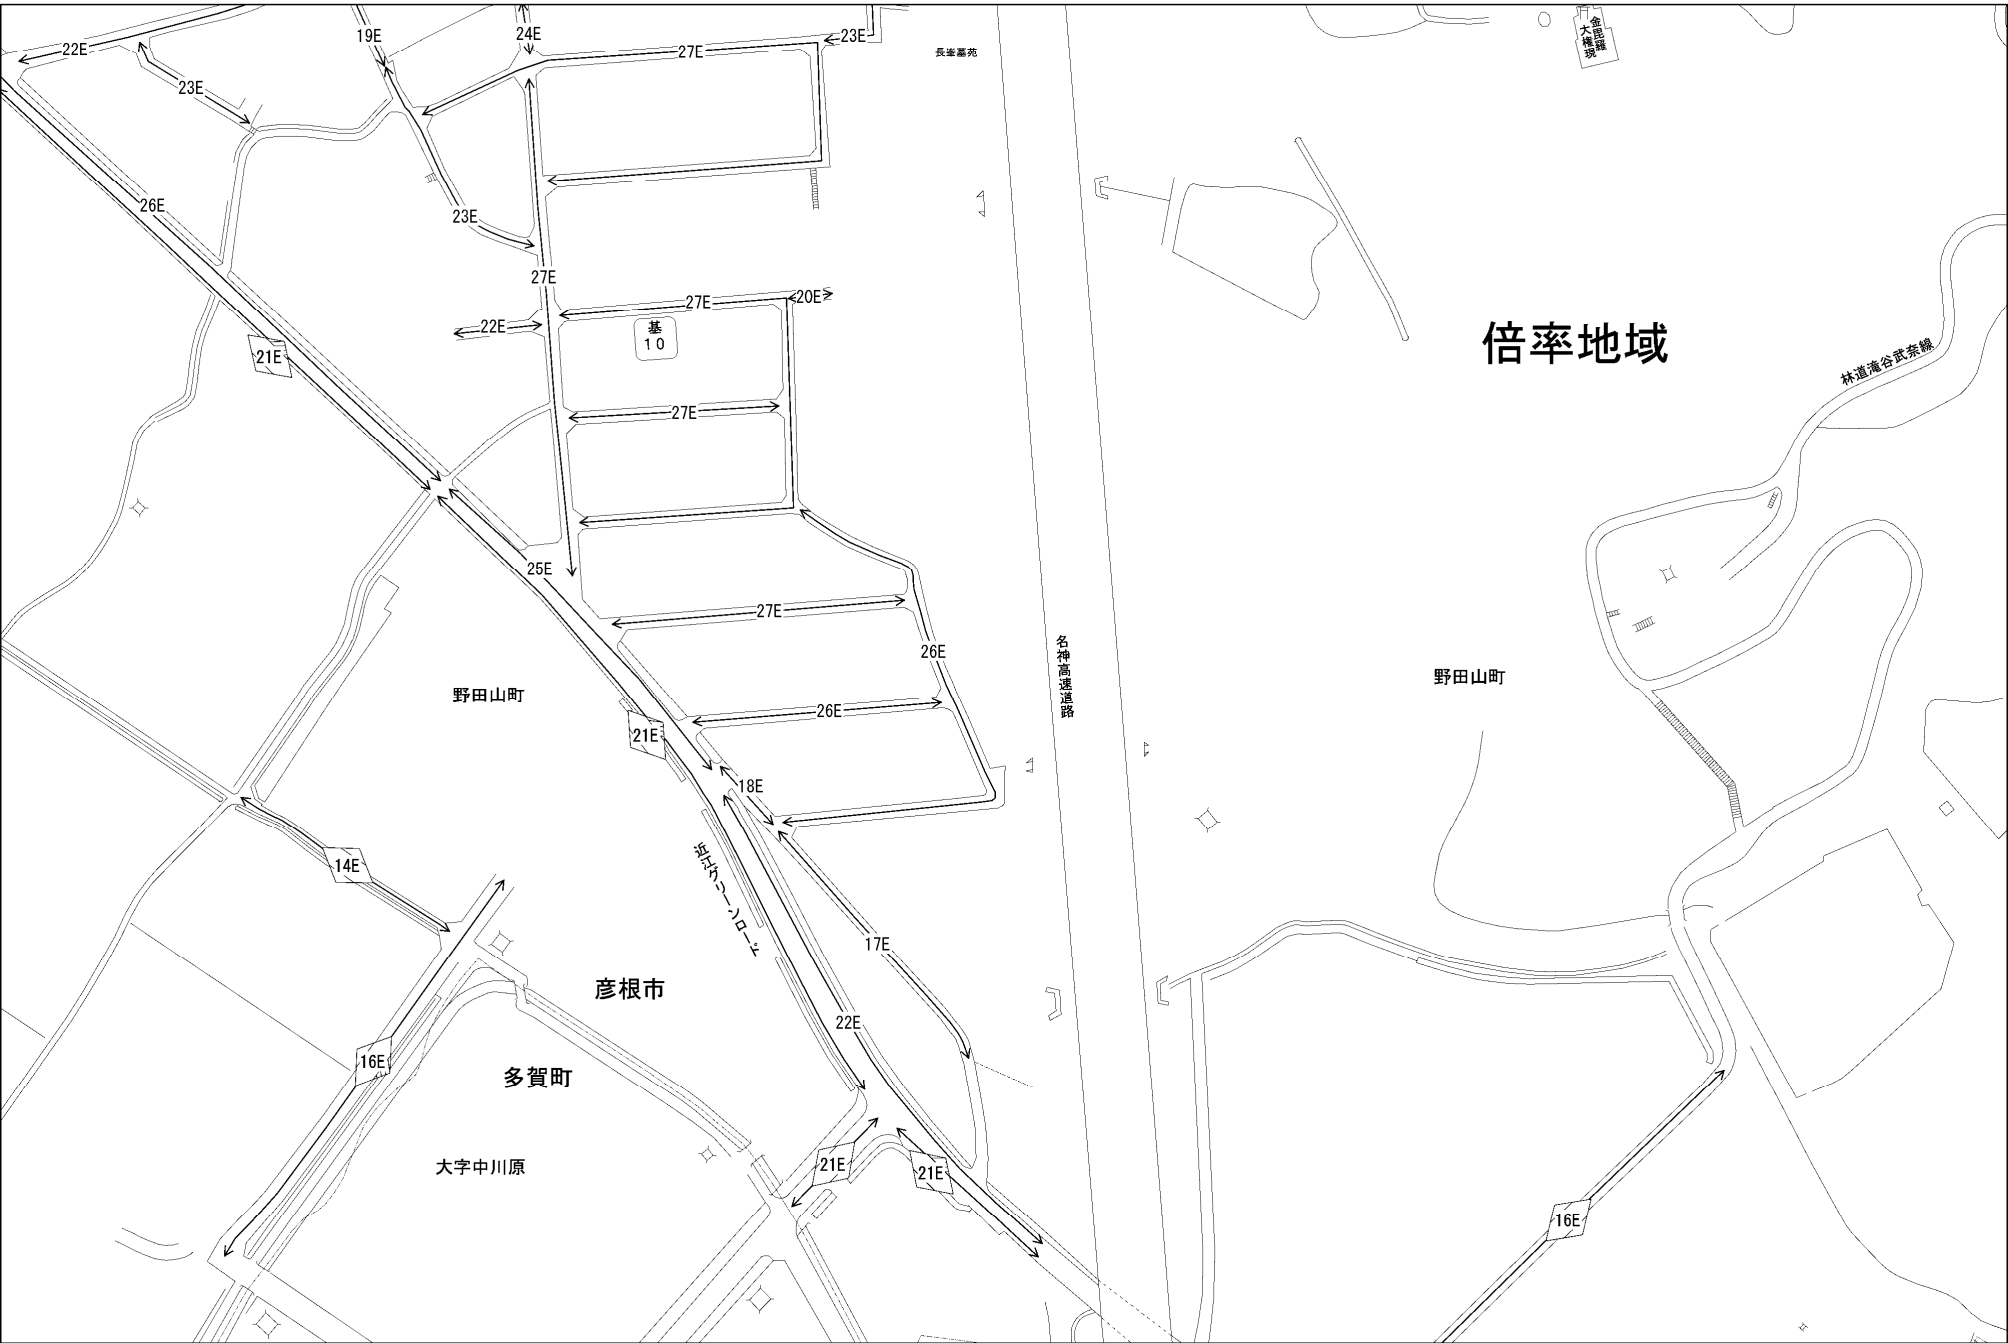 22E
19E
24E
27E
23E
長峯墓苑
金毘羅
大権現
23E
26E
23E
27E
22E
27E
20E
基
10
21E
倍率地域
林道滝谷武奈線
27E
25E
27E
26E
名神高速道路
野田山町
野田山町
26E
21E
18E
近江グリーンロード
14E
17E
彦根市
22E
16E
多賀町
大字中川原
21E
21E
16E